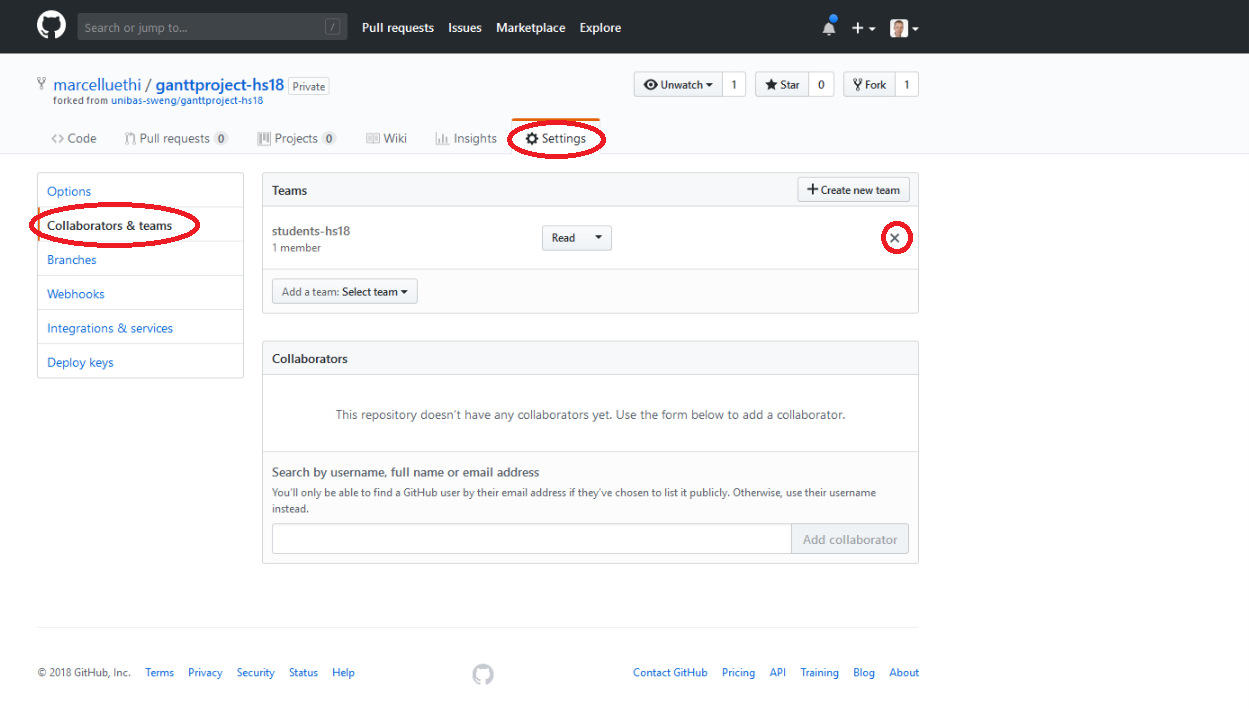 Search or jump to... /
Pull requests Issues Marketplace Explore
marcelluethi / ganttproject-hs18 Private
forked from unibas-sweng/ganttproject-hs18
Unwatch 1 Star 0 Fork 1
Code Pull requests 0 Projects 0 Wiki Insights Settings
Options
Collaborators & teams
Branches
Webhooks
Integrations & services
Deploy keys
Teams
Create new team
students-hs18
1 member
Read
Add a team: Select team
Collaborators
This repository doesn't have any collaborators yet. Use the form below to add a collaborator.
Search by username, full name or email address
You'll only be able to find a GitHub user by their email address if they've chosen to list it publicly. Otherwise, use their username
instead.
Add collaborator
© 2018 GitHub, Inc. Terms Privacy Security Status Help
Contact GitHub Pricing API Training Blog About